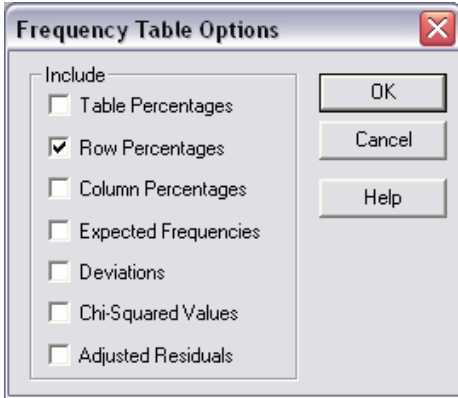 Frequency Table Options
Include
Table Percentages
Row Percentages
Column Percentages
Expected Frequencies
Deviations
Chi-Squared Values
Adjusted Residuals
OK
Cancel
Help